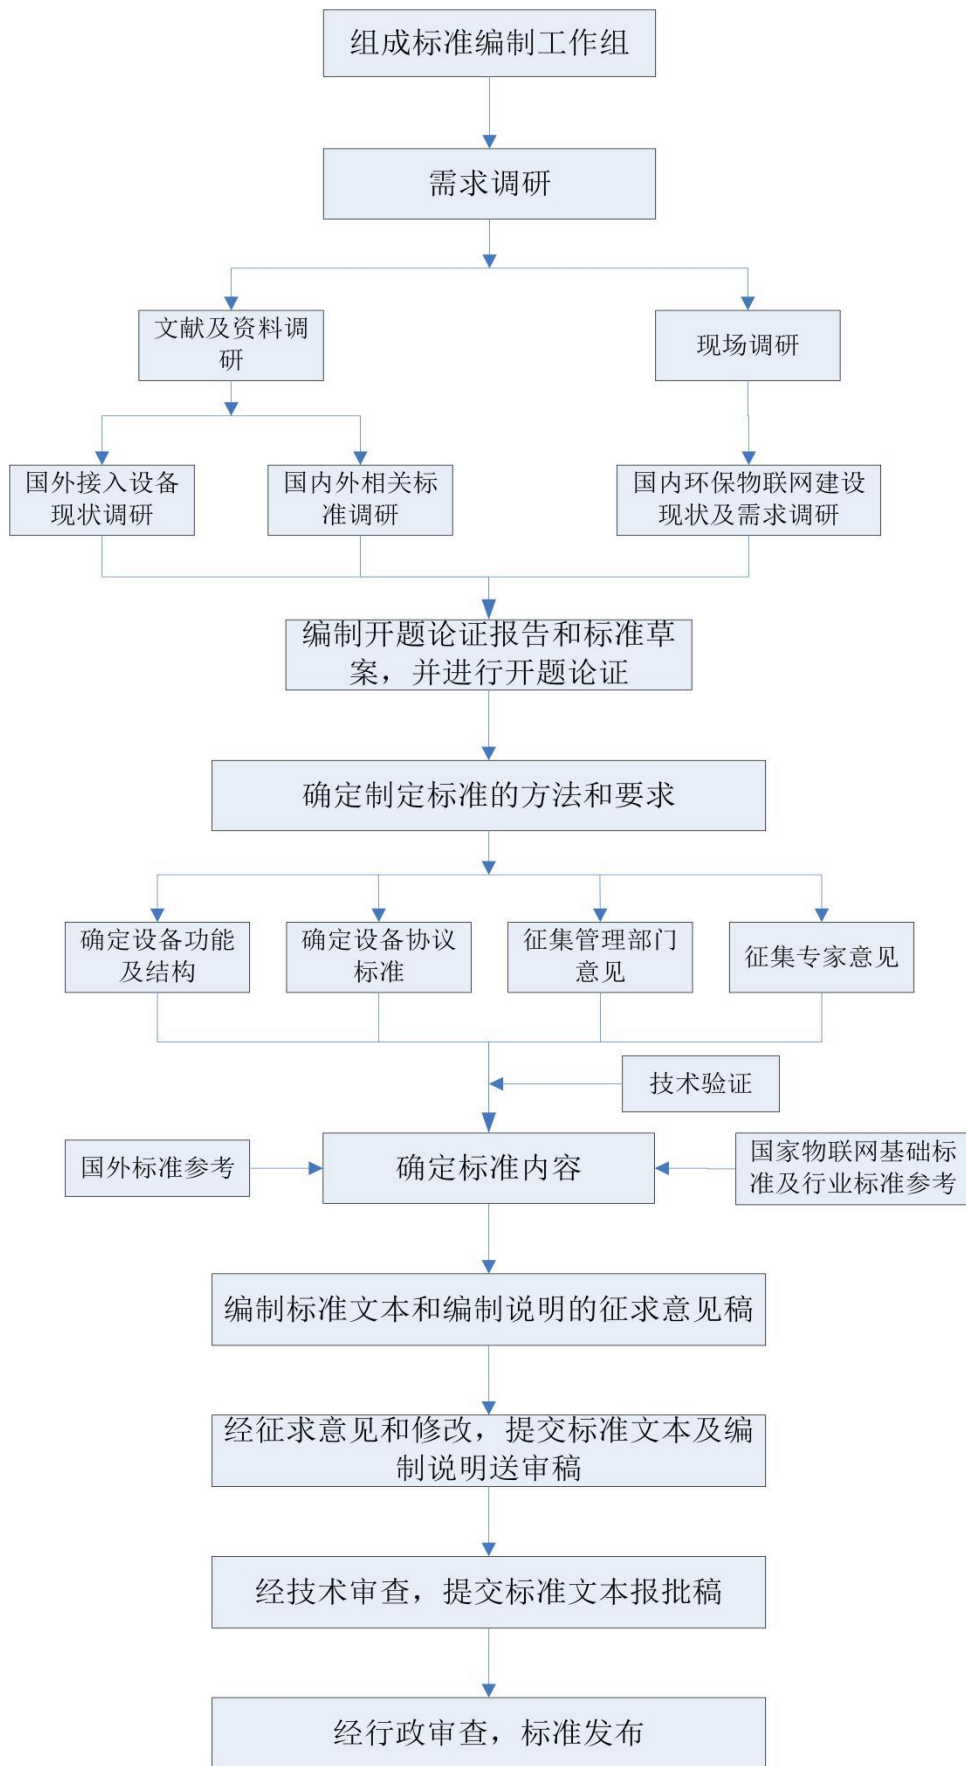 组成标准编制工作组
需求调研
文献及资料调
研
现场调研
国外接入设备
现状调研
国内外相关标
准调研
国内环保物联网建设
现状及需求调研
编制开题论证报告和标准草
案，并进行开题论证
确定制定标准的方法和要求
确定设备功能
及结构
确定设备协议
标准
征集管理部门
意见
征集专家意见
技术验证
国外标准参考
确定标准内容
国家物联网基础标
准及行业标准参考
编制标准文本和编制说明的征求意见稿
经征求意见和修改，提交标准文本及编
制说明送审稿
经技术审查，提交标准文本报批稿
经行政审查，标准发布